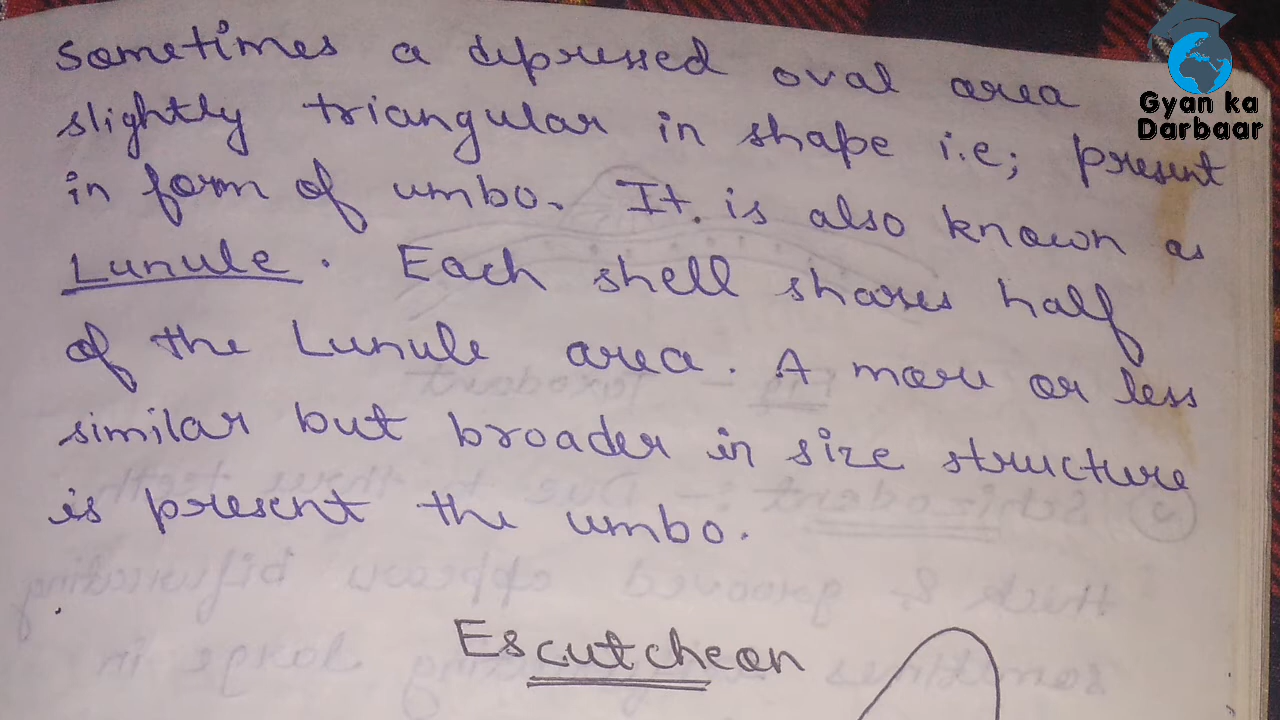 Gyan ka
Darbaar
Sometimes a depressed oval area
slightly triangular in shape i.e; present
in form of umbo. It. is also known as
Lunule. Each shell shares half
of the Lunule area. A more or less
similar but broader in size structure
is present the umbo.
Escutcheon